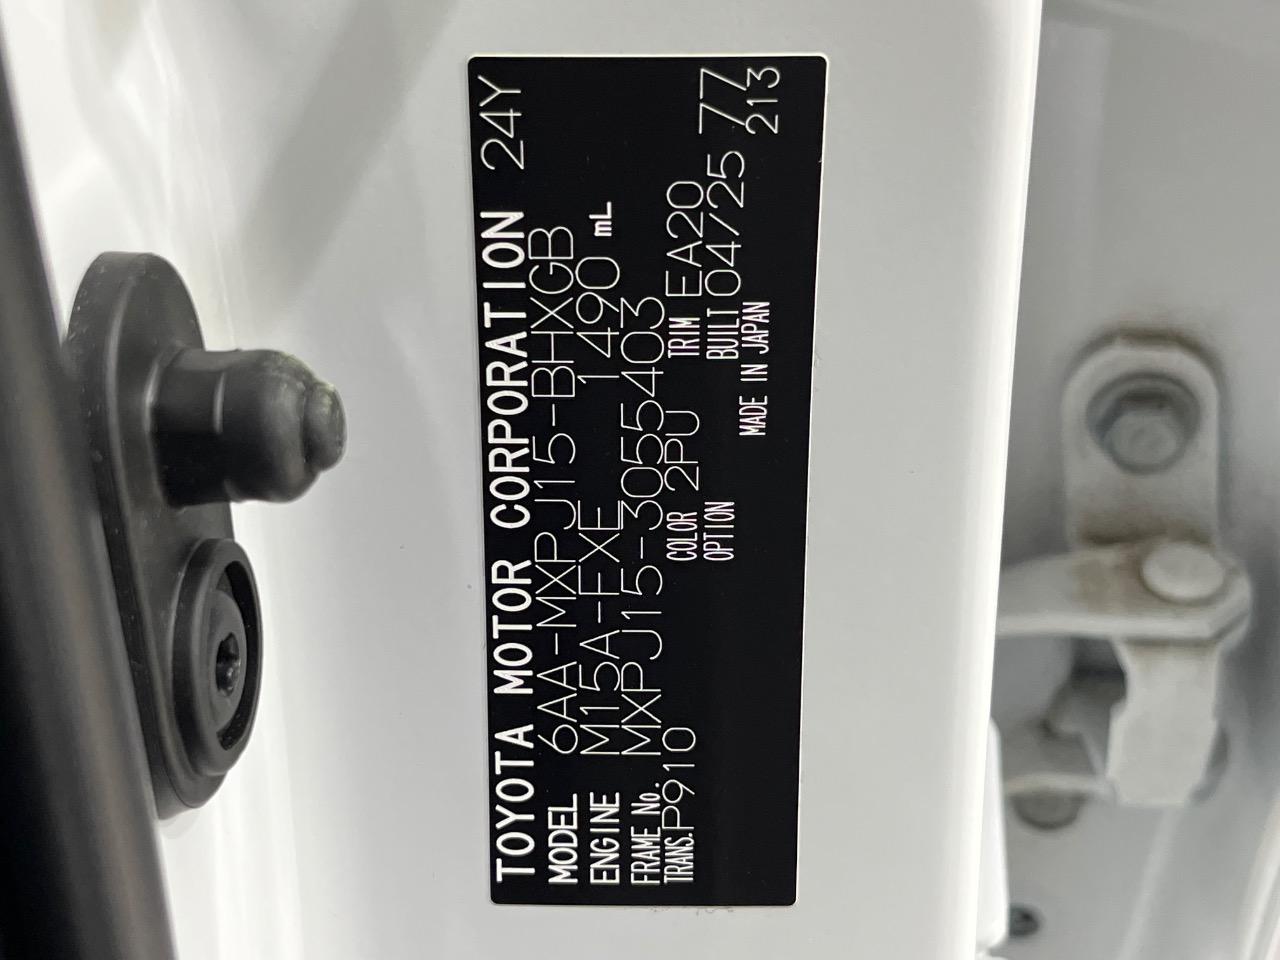 TOYOTA MOTOR CORPORATION 24Y
MODEL 6AA-MXPJ15-BHXGB
ENGINE M15A-FXE 1490 mL
FRAME No. MXPJ15-3055403
TRANS. P910 COLOR 2PU TRIM EA20
OPTION BUILT 04/25 77
MADE IN JAPAN 213